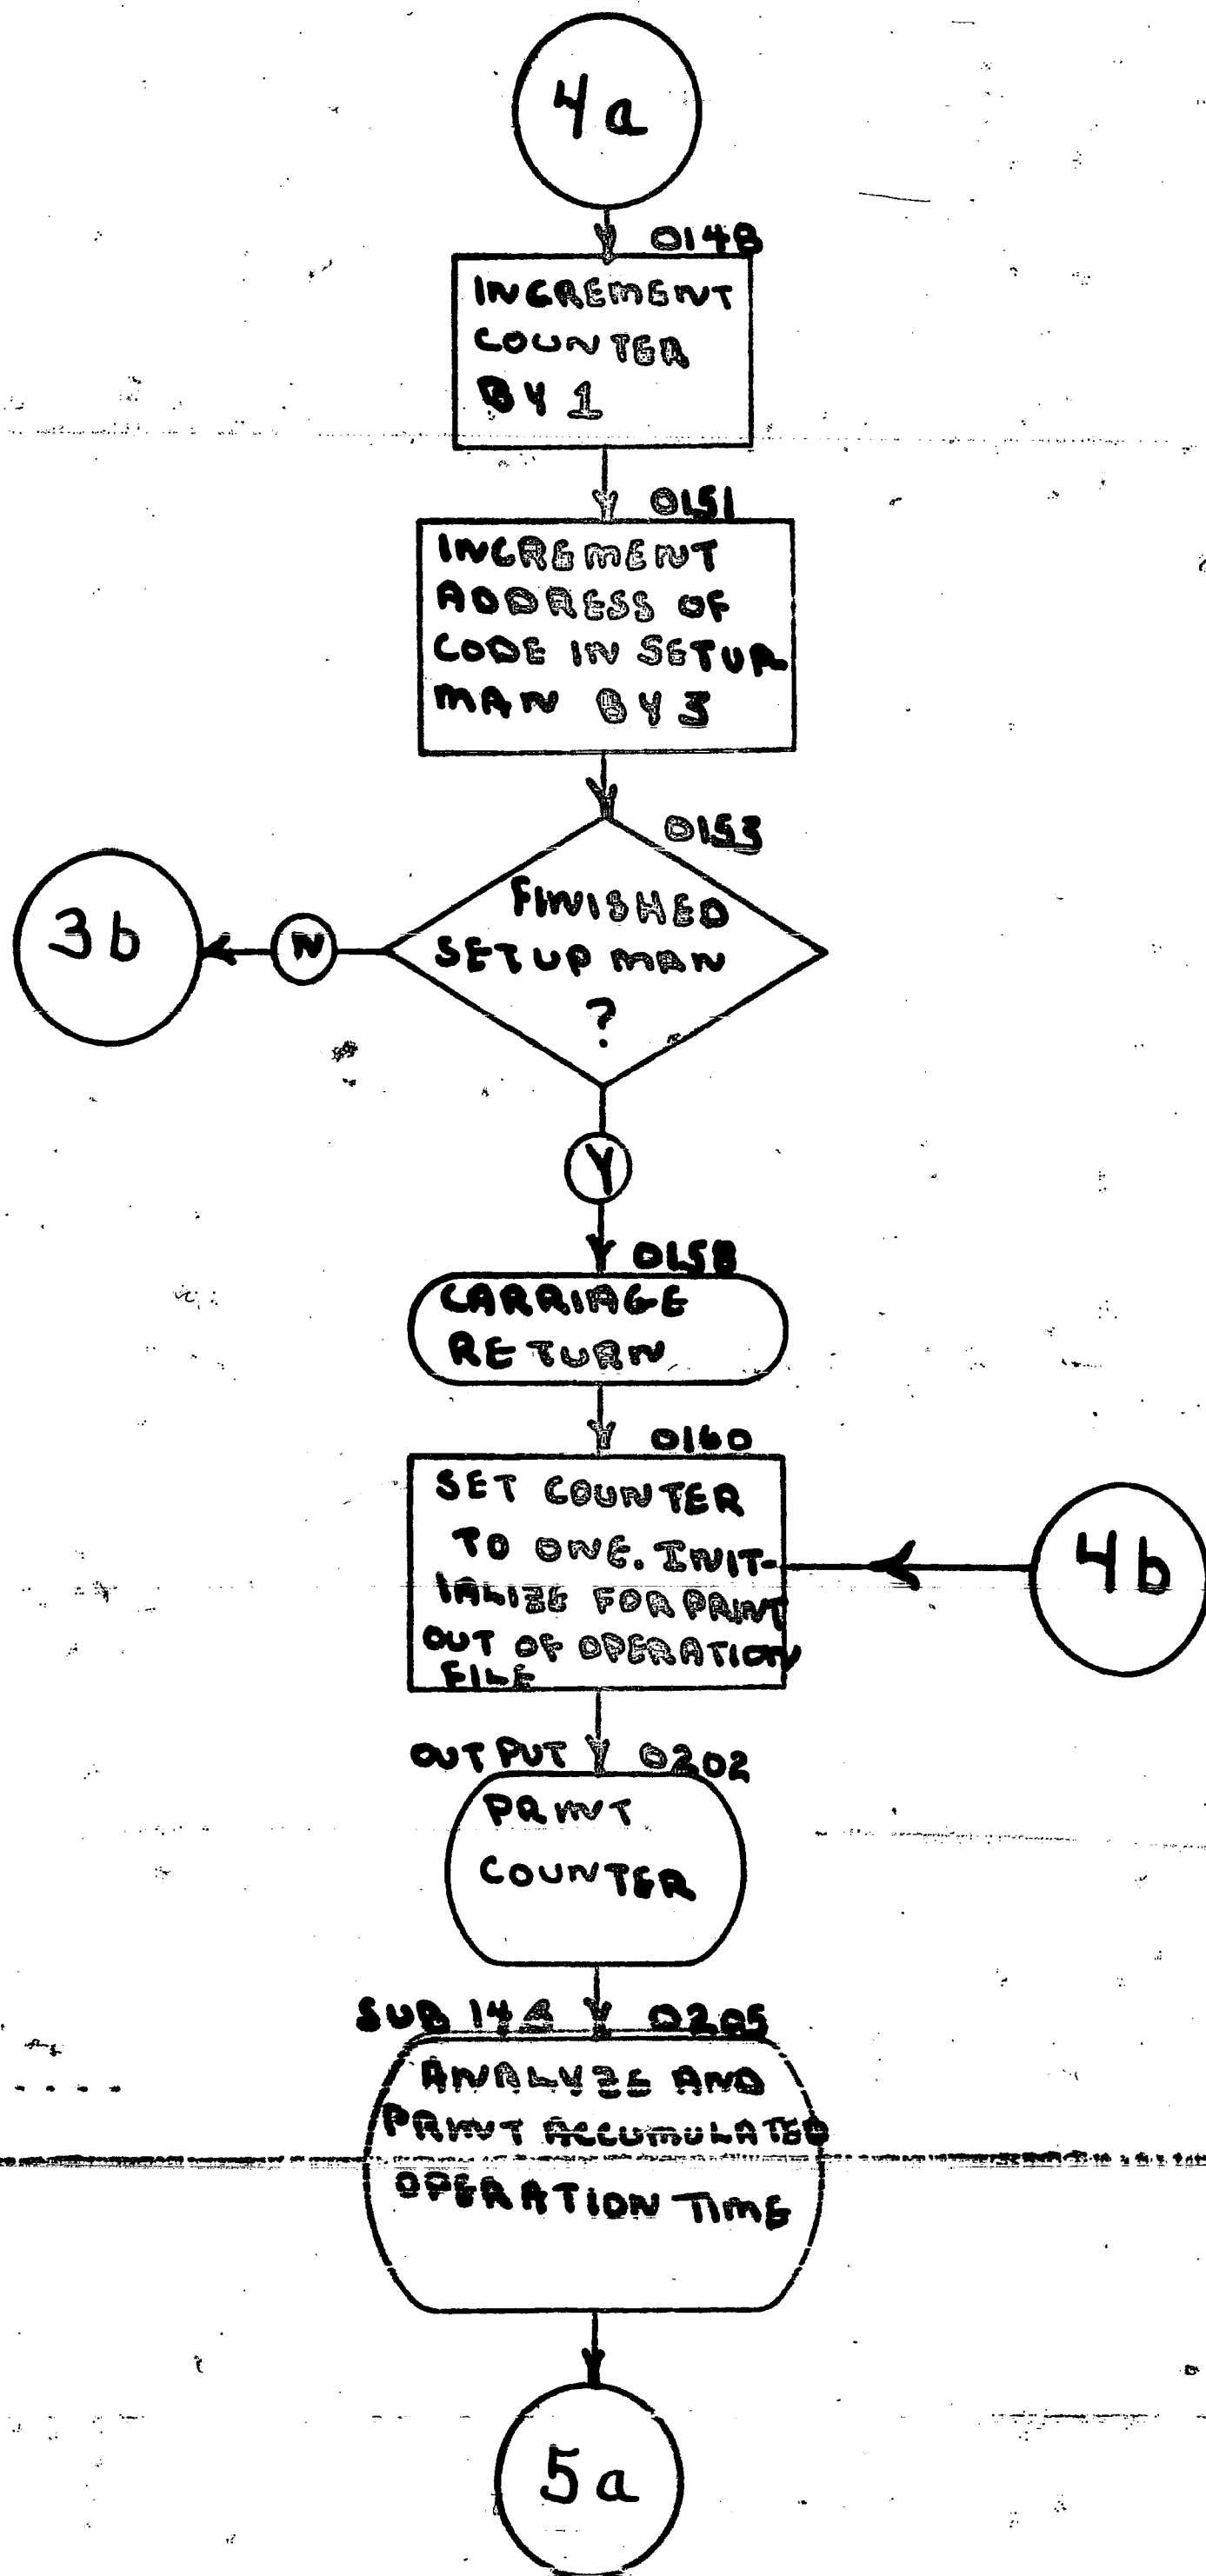 4a
0148
INCREMENT
COUNTER
BY 1
0151
INCREMENT
ADDRESS OF
CODE IN SETUP
MAN BY 3
0153
FINISHED
SETUP MAN
?
3b
N
Y
0158
CARRIAGE
RETURN
0160
SET COUNTER
TO ONE. INIT-
IALIZE FOR PRINT
OUT OF OPERATION
FILE
4b
OUTPUT 0202
PRINT
COUNTER
SUB 14 0205
ANALYZE AND
PRINT ACCUMULATED
OPERATION TIME
5a